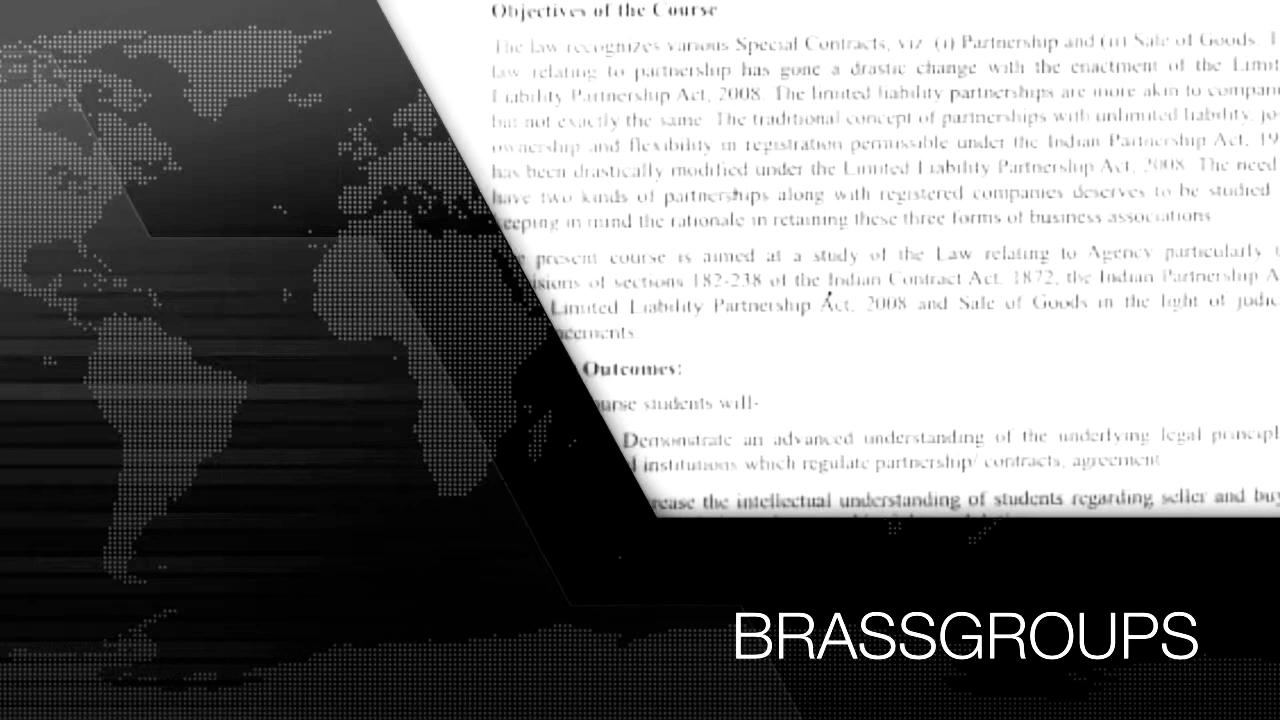 Objectives of the Course
The law recognizes various Special Contracts, viz. (i) Partnership and (ii) Sale of Goods. T
law relating to partnership has gone a drastic change with the enactment of the Limit
Liability Partnership Act, 2008. The limited liability partnerships are more akin to compani
but not exactly the same. The traditional concept of partnerships with unlimited liability, jo
ownership and flexibility in registration permissible under the Indian Partnership Act, 19
has been drastically modified under the Limited Liability Partnership Act, 2008. The need
have two kinds of partnerships along with registered companies deserves to be studied
eeping in mind the rationale in retaining these three forms of business associations
present course is aimed at a study of the Law relating to Agency particularly
isions of sections 182-238 of the Indian Contract Act, 1872, the Indian Partnership A
Limited Liability Partnership Act, 2008 and Sale of Goods in the light of judic
ncements.
Outcomes:
urse students will-
Demonstrate an advanced understanding of the underlying legal principl
institutions which regulate partnership/ contracts, agreement
rease the intellectual understanding of students regarding seller and buy
BRASSGROUPS